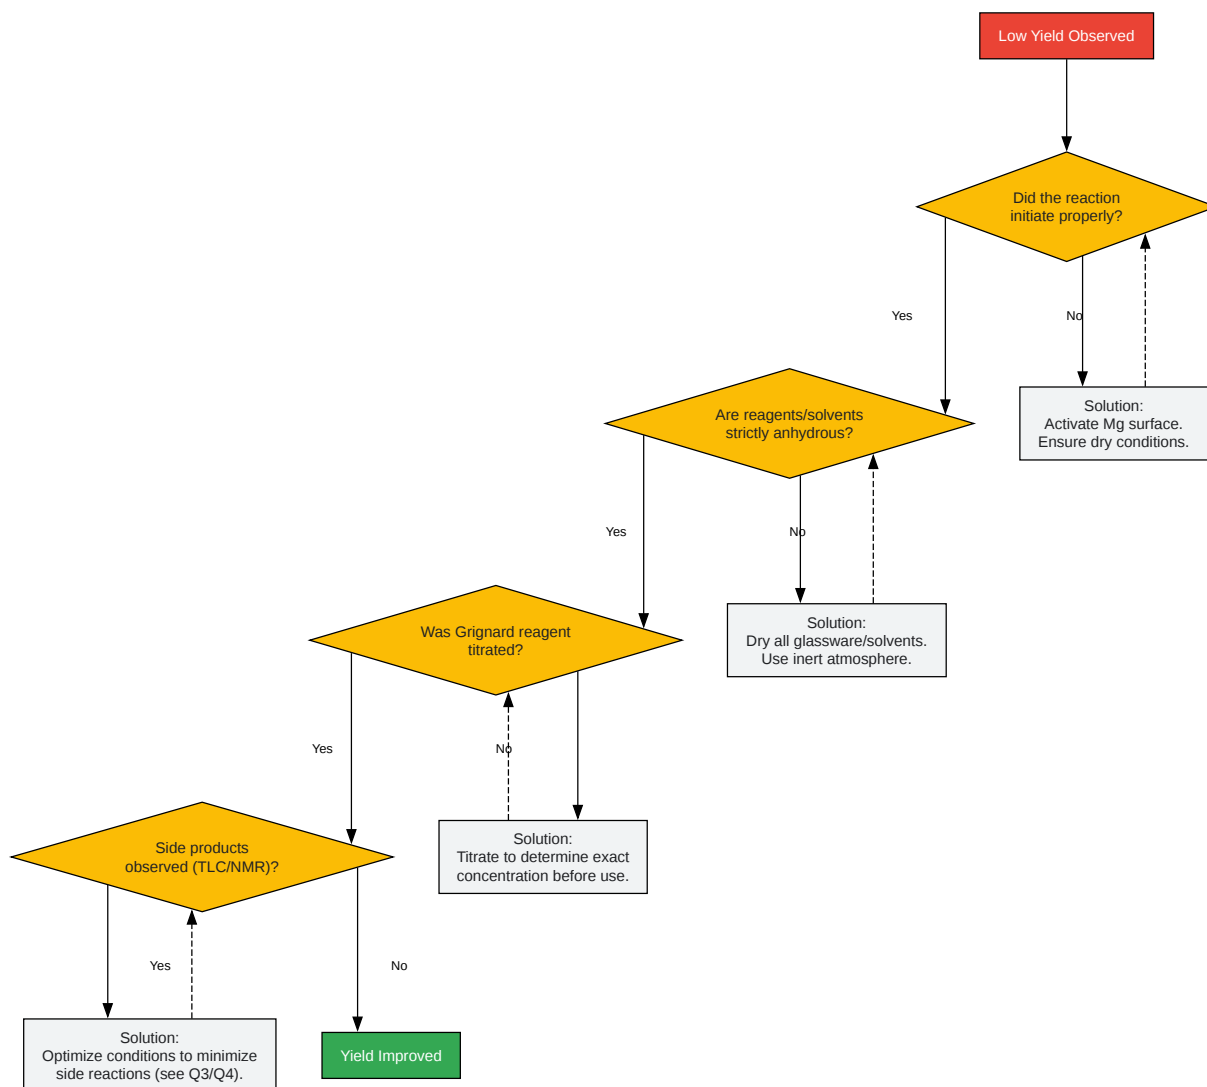 Low Yield Observed
Did the reaction
initiate properly?
Yes
No
Solution:
Activate Mg surface.
Ensure dry conditions.
Are reagents/solvents
strictly anhydrous?
Yes
No
Solution:
Dry all glassware/solvents.
Use inert atmosphere.
Was Grignard reagent
titrated?
Yes
No
Solution:
Titrate to determine exact
concentration before use.
Side products
observed (TLC/NMR)?
Yes
No
Solution:
Optimize conditions to minimize
side reactions (see Q3/Q4).
Yield Improved